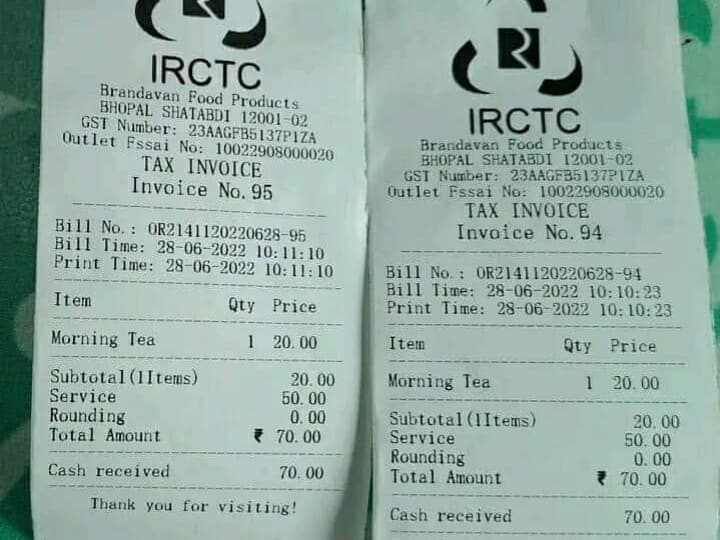 IRCTC
Brandavan Food Products
BHOPAL SHATABDI 12001-02
GST Number: 23AAGFB5137P1ZA
Outlet Fssai No: 10022908000020
TAX INVOICE
Invoice No. 95
Bill No.: OR2141120220628-95
Bill Time: 28-06-2022 10:11:10
Print Time: 28-06-2022 10:11:10
Item Qty Price
Morning Tea 1 20.00
Subtotal(1Items) 20.00
Service 50.00
Rounding 0.00
Total Amount ₹ 70.00
Cash received 70.00
Thank you for visiting!
IRCTC
Brandavan Food Products
BHOPAL SHATABDI 12001-02
GST Number: 23AAGFB5137P1ZA
Outlet Fssai No: 10022908000020
TAX INVOICE
Invoice No. 94
Bill No.: OR2141120220628-94
Bill Time: 28-06-2022 10:10:23
Print Time: 28-06-2022 10:10:23
Item Qty Price
Morning Tea 1 20.00
Subtotal(1Items) 20.00
Service 50.00
Rounding 0.00
Total Amount ₹ 70.00
Cash received 70.00